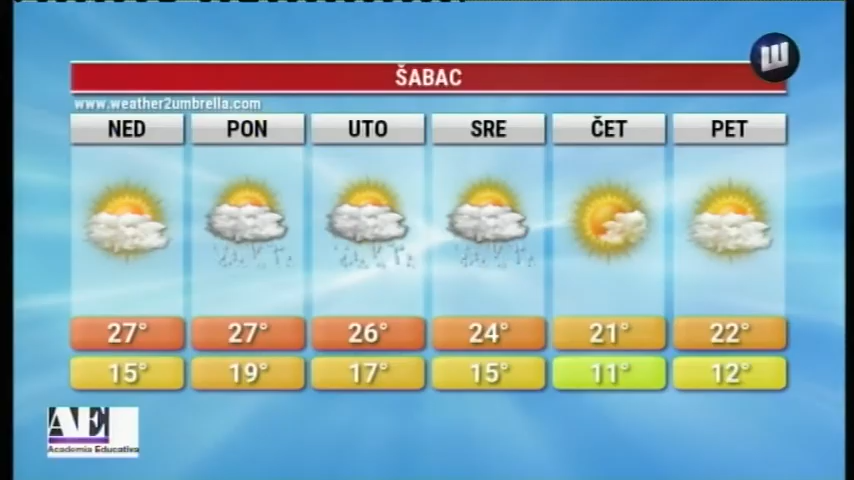 ŠABAC
www.weather2umbrella.com
NED PON UTO SRE ČET PET
27° 27° 26° 24° 21° 22°
15° 19° 17° 15° 11° 12°
AE
Academia Educativa